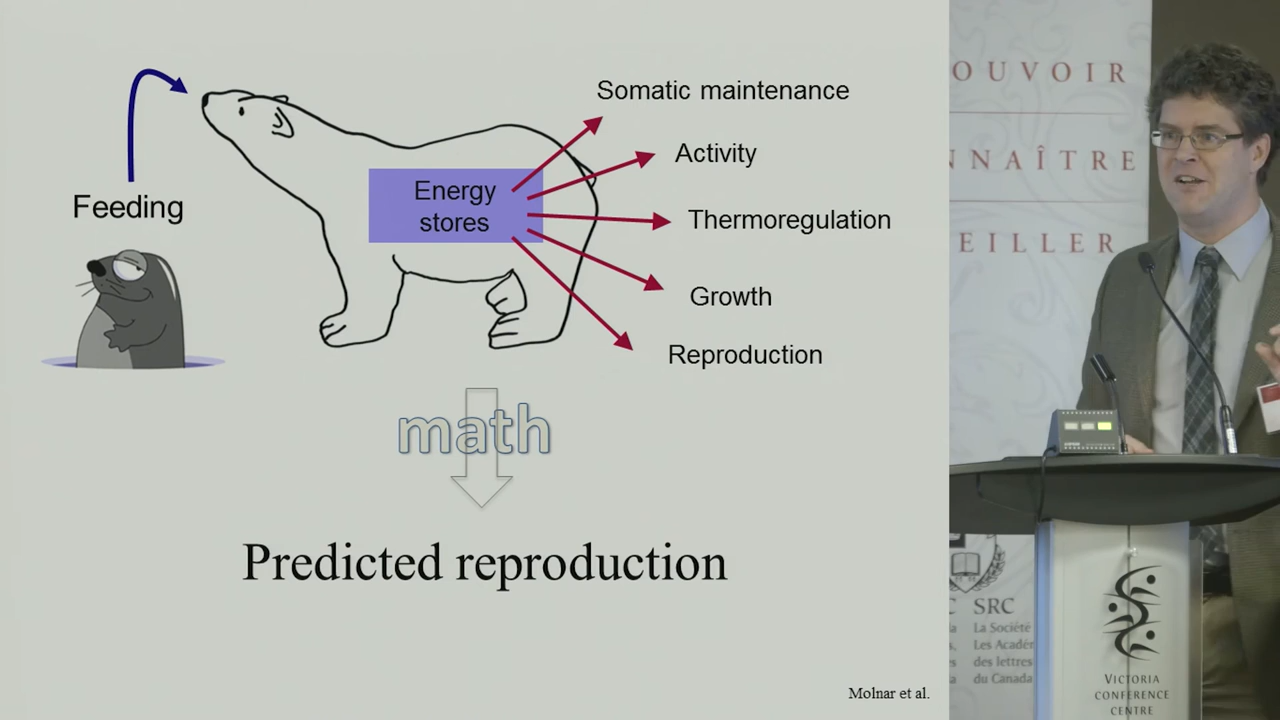 Somatic maintenance
Activity
Energy
stores
Feeding
Thermoregulation
Growth
Reproduction
math
Predicted reproduction
Molnar et al.
OUVOIR
NNAÎTRE
EILLER
SRC
La Société
Les Acadé
des lettres
du Canada
VICTORIA
CONFERENCE
CENTRE